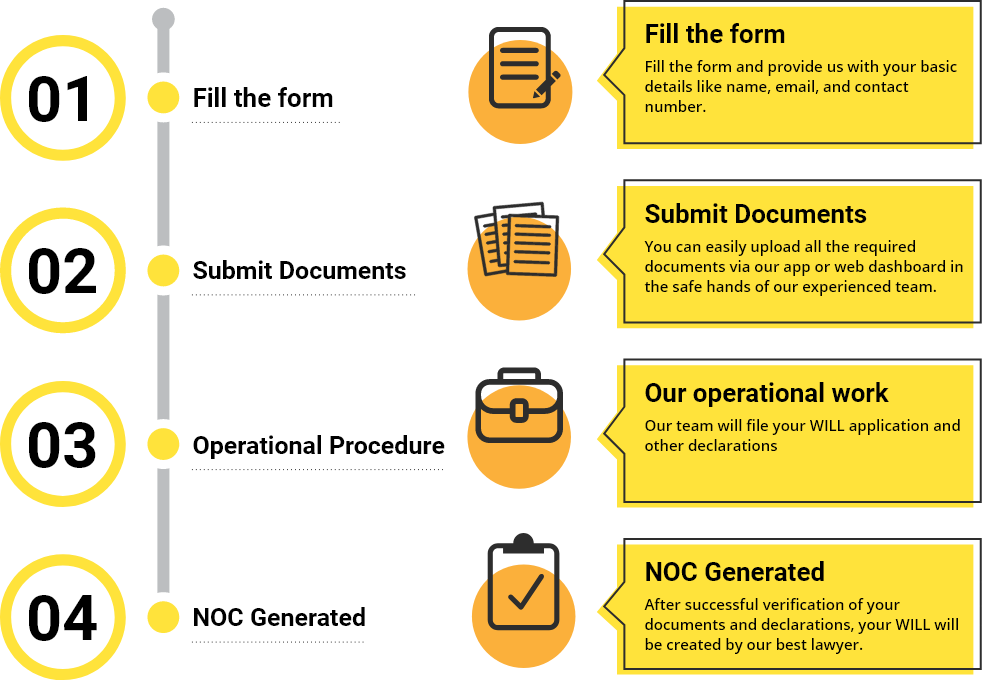 01
Fill the form
Fill the form
Fill the form and provide us with your basic
details like name, email, and contact
number.
02
Submit Documents
Submit Documents
You can easily upload all the required
documents via our app or web dashboard in
the safe hands of our experienced team.
03
Operational Procedure
Our operational work
Our team will file your WILL application and
other declarations
04
NOC Generated
NOC Generated
After successful verification of your
documents and declarations, your WILL will
be created by our best lawyer.